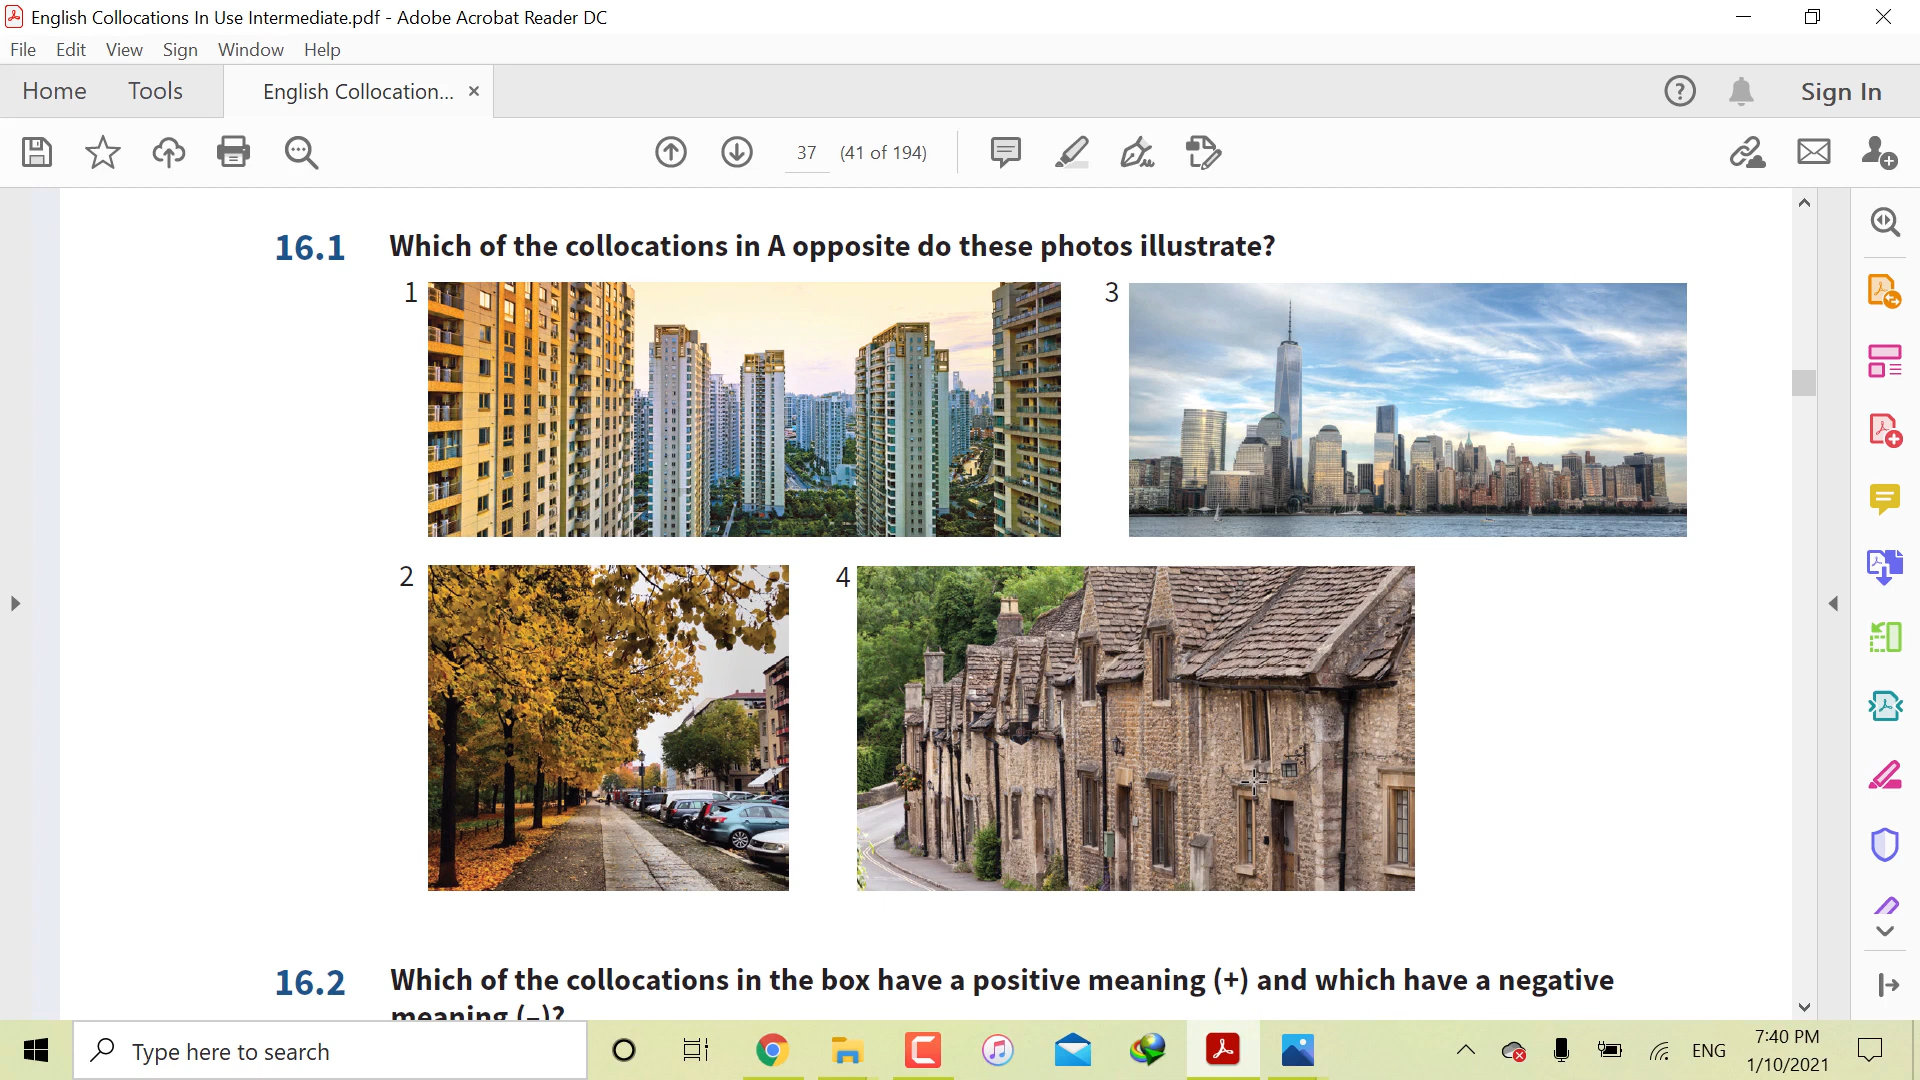 English Collocations In Use Intermediate.pdf - Adobe Acrobat Reader DC
File Edit View Sign Window Help
Home Tools English Collocation... × Sign In
37 (41 of 194)
16.1 Which of the collocations in A opposite do these photos illustrate?
1 3
2 4
16.2 Which of the collocations in the box have a positive meaning (+) and which have a negative
meaning (–)?
Type here to search
ENG
7:40 PM
1/10/2021